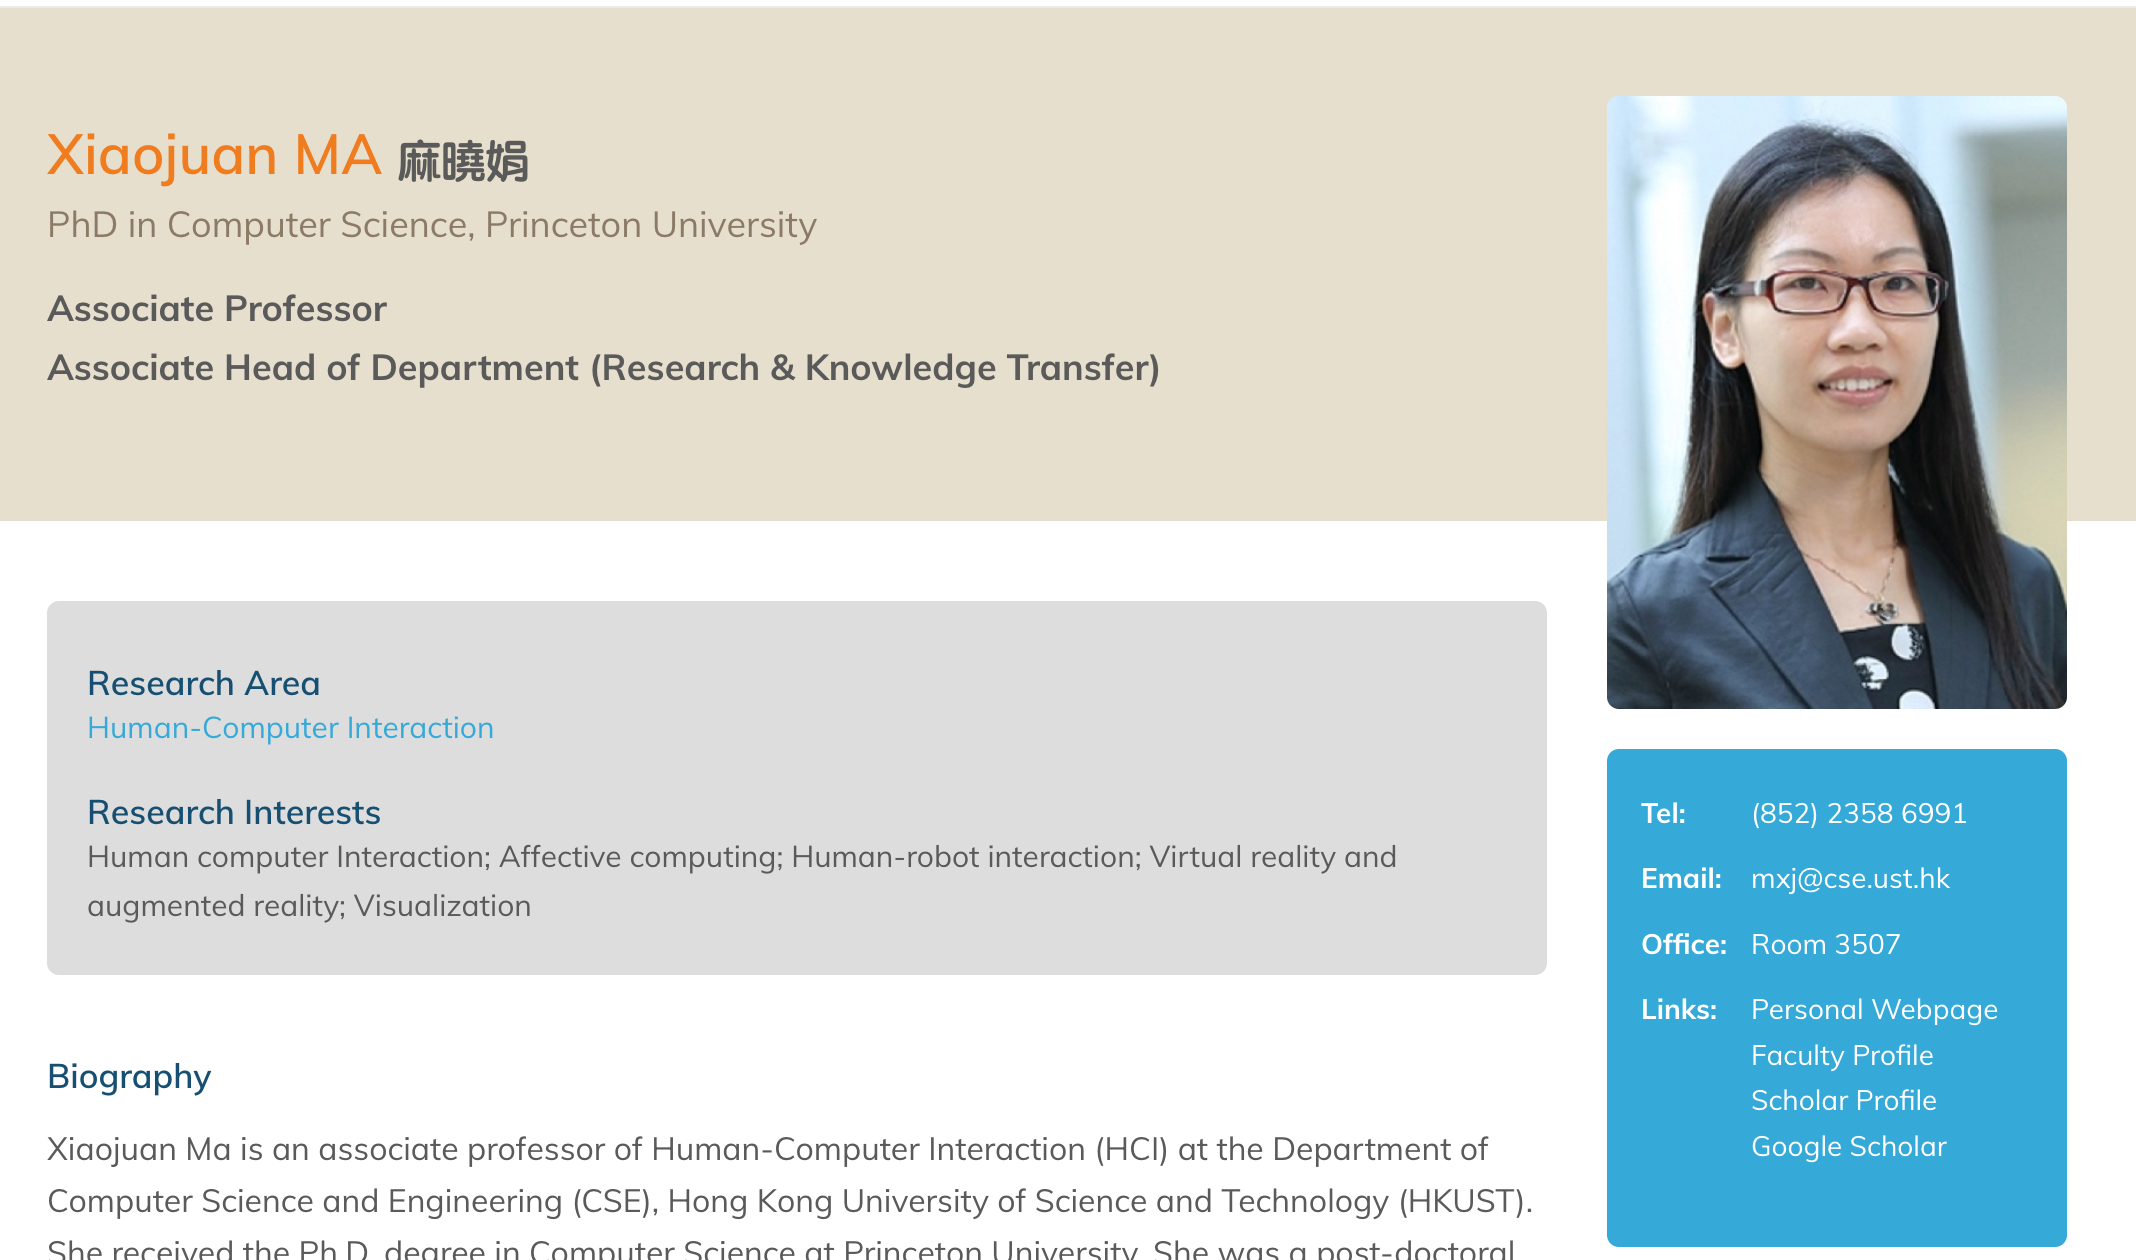 Xiaojuan MA 麻曉娟
PhD in Computer Science, Princeton University
Associate Professor
Associate Head of Department (Research & Knowledge Transfer)
Research Area
Human-Computer Interaction
Research Interests
Human computer Interaction; Affective computing; Human-robot interaction; Virtual reality and
augmented reality; Visualization
Biography
Xiaojuan Ma is an associate professor of Human-Computer Interaction (HCI) at the Department of
Computer Science and Engineering (CSE), Hong Kong University of Science and Technology (HKUST).
She received the Ph.D. degree in Computer Science at Princeton University. She was a post-doctoral
Tel: (852) 2358 6991
Email: mxj@cse.ust.hk
Office: Room 3507
Links: Personal Webpage
Faculty Profile
Scholar Profile
Google Scholar